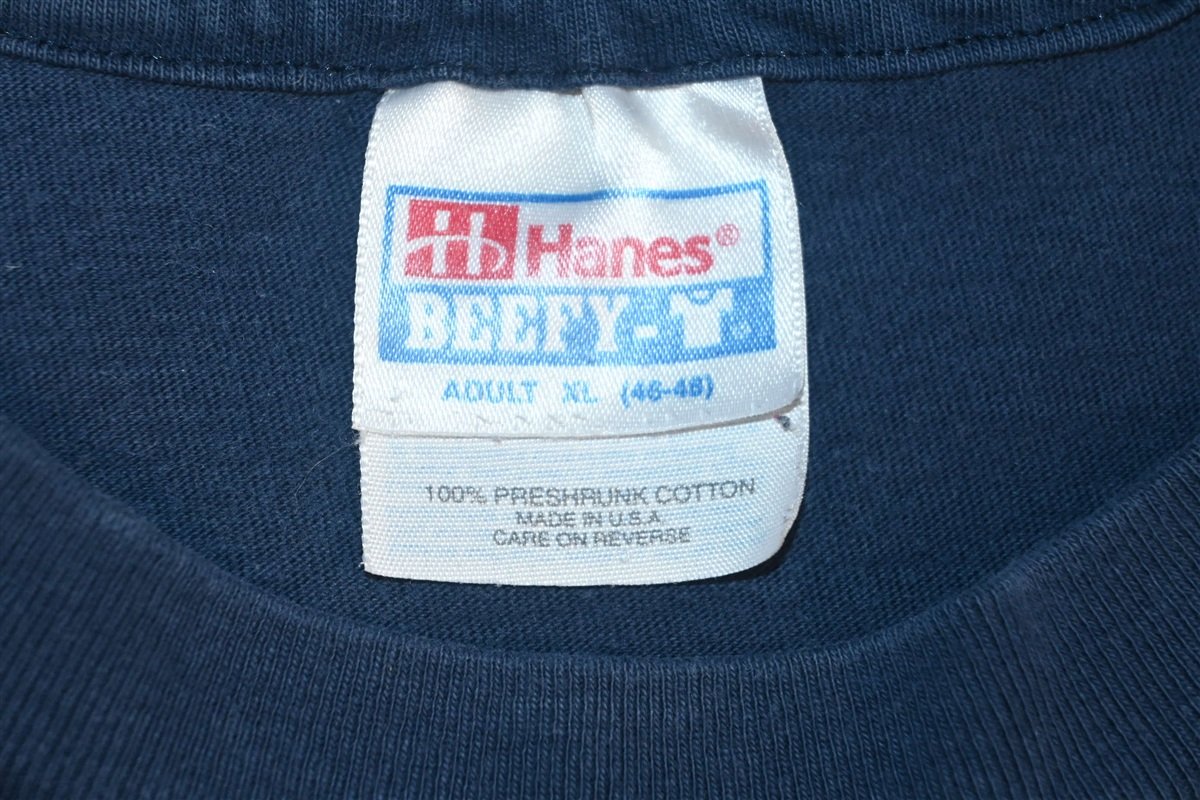 Hanes®
BEEFY-T®
ADULT XL (46-48)
100% PRESHRUNK COTTON
MADE IN U.S.A
CARE ON REVERSE